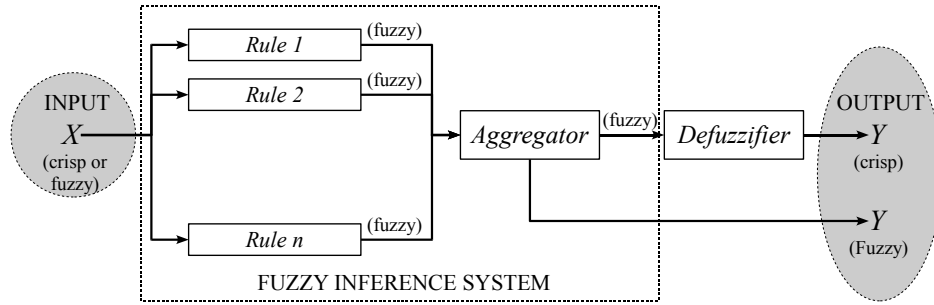 INPUT
X
(crisp or
fuzzy)
Rule 1
(fuzzy)
Rule 2
(fuzzy)
Rule n
(fuzzy)
Aggregator
(fuzzy)
Defuzzifier
OUTPUT
Y
(crisp)
Y
(Fuzzy)
FUZZY INFERENCE SYSTEM